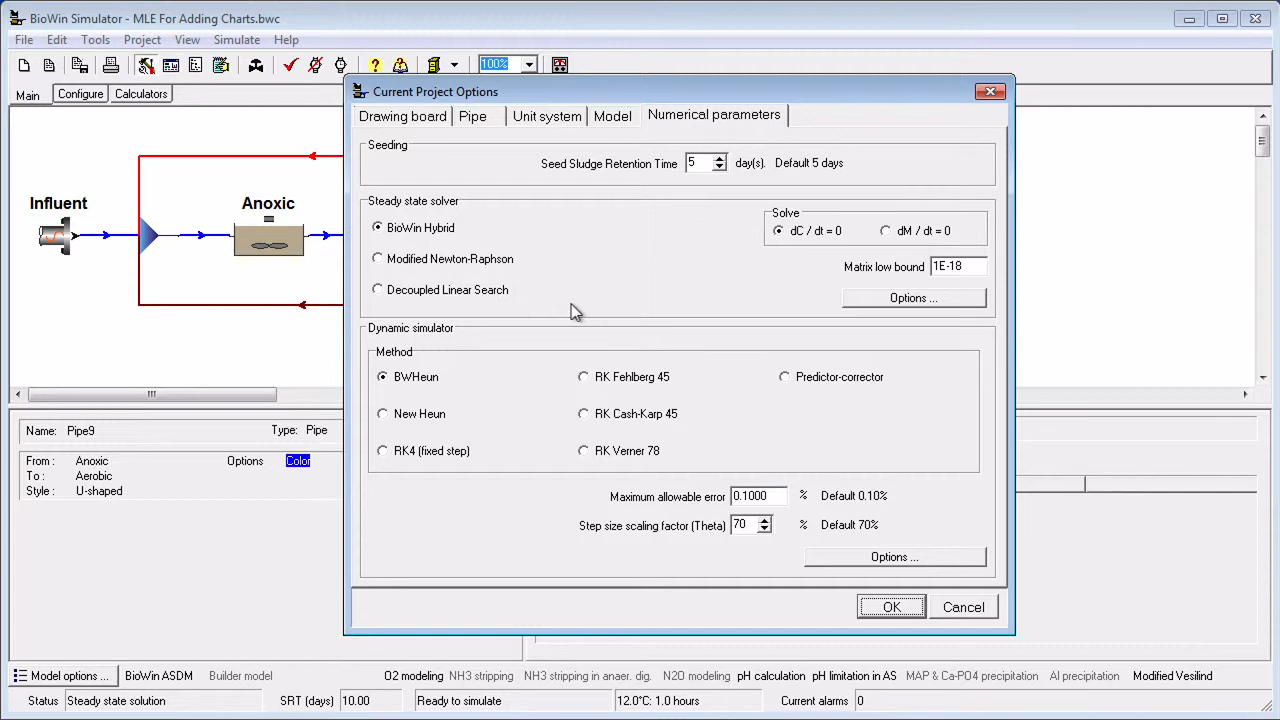 BioWin Simulator - MLE For Adding Charts.bwc
File Edit Tools Project View Simulate Help
100%
Main Configure Calculators
Influent
Anoxic
Current Project Options
Drawing board Pipe Unit system Model Numerical parameters
Seeding
Seed Sludge Retention Time 5 day(s). Default 5 days
Steady state solver
BioWin Hybrid
Modified Newton-Raphson
Decoupled Linear Search
Solve
dC / dt = 0 dM / dt = 0
Matrix low bound 1E-18
Options ...
Dynamic simulator
Method
BWHeun RK Fehlberg 45 Predictor-corrector
New Heun RK Cash-Karp 45
RK4 (fixed step) RK Verner 78
Maximum allowable error 0.1000 % Default 0.10%
Step size scaling factor (Theta) 70 % Default 70%
Options ...
OK Cancel
Name: Pipe9 Type: Pipe
From : Anoxic Options Color
To : Aerobic
Style : U-shaped
Model options ... BioWin ASDM Builder model O2 modeling NH3 stripping NH3 stripping in anaer. dig. N2O modeling pH calculation pH limitation in AS MAP & Ca-PO4 precipitation Al precipitation Modified Vesilind
Status Steady state solution SRT (days) 10.00 Ready to simulate 12.0°C: 1.0 hours Current alarms 0